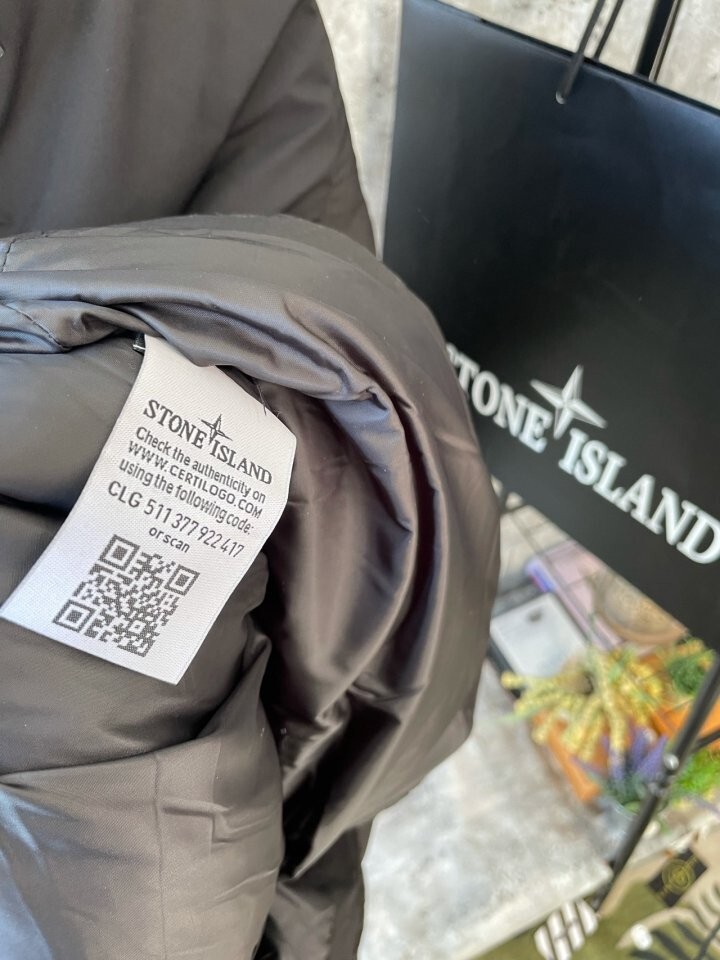 STONE ISLAND
Check the authenticity on
WWW.CERTILOGO.COM
using the following code:
CLG 511 377 922 417
or scan
STONE ISLAND